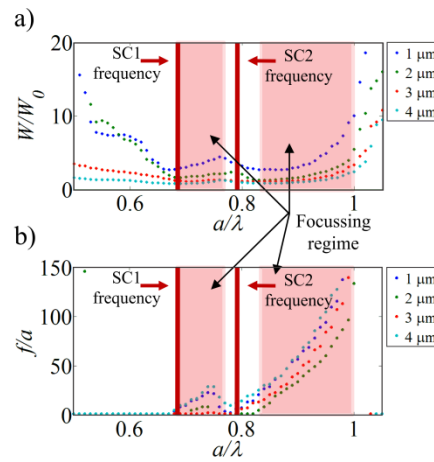 a)
20
10
0
W/W₀
SC1
frequency
SC2
frequency
1 μm
2 μm
3 μm
4 μm
0.6
0.8
1
a/λ
Focussing
regime
b)
150
100
50
0
f/a
SC1
frequency
SC2
frequency
1 μm
2 μm
3 μm
4 μm
0.6
0.8
1
a/λ